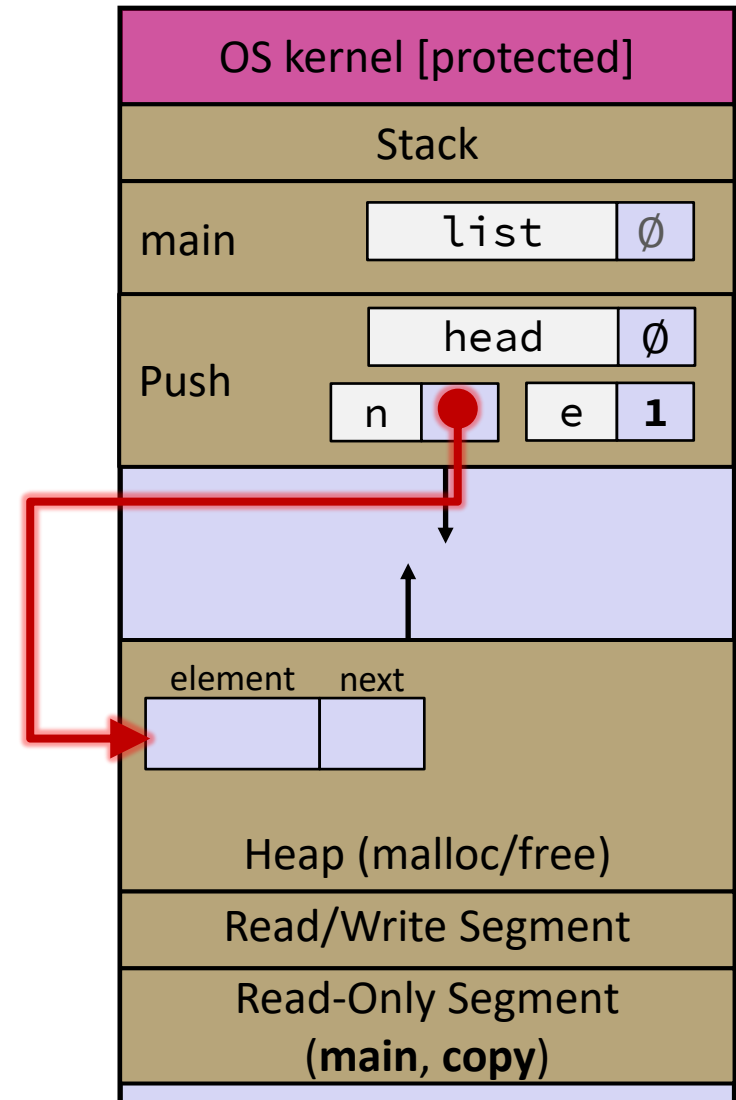 OS kernel [protected]
Stack
main
list Ø
head Ø
Push
n e 1
element next
Heap (malloc/free)
Read/Write Segment
Read-Only Segment
(main, copy)